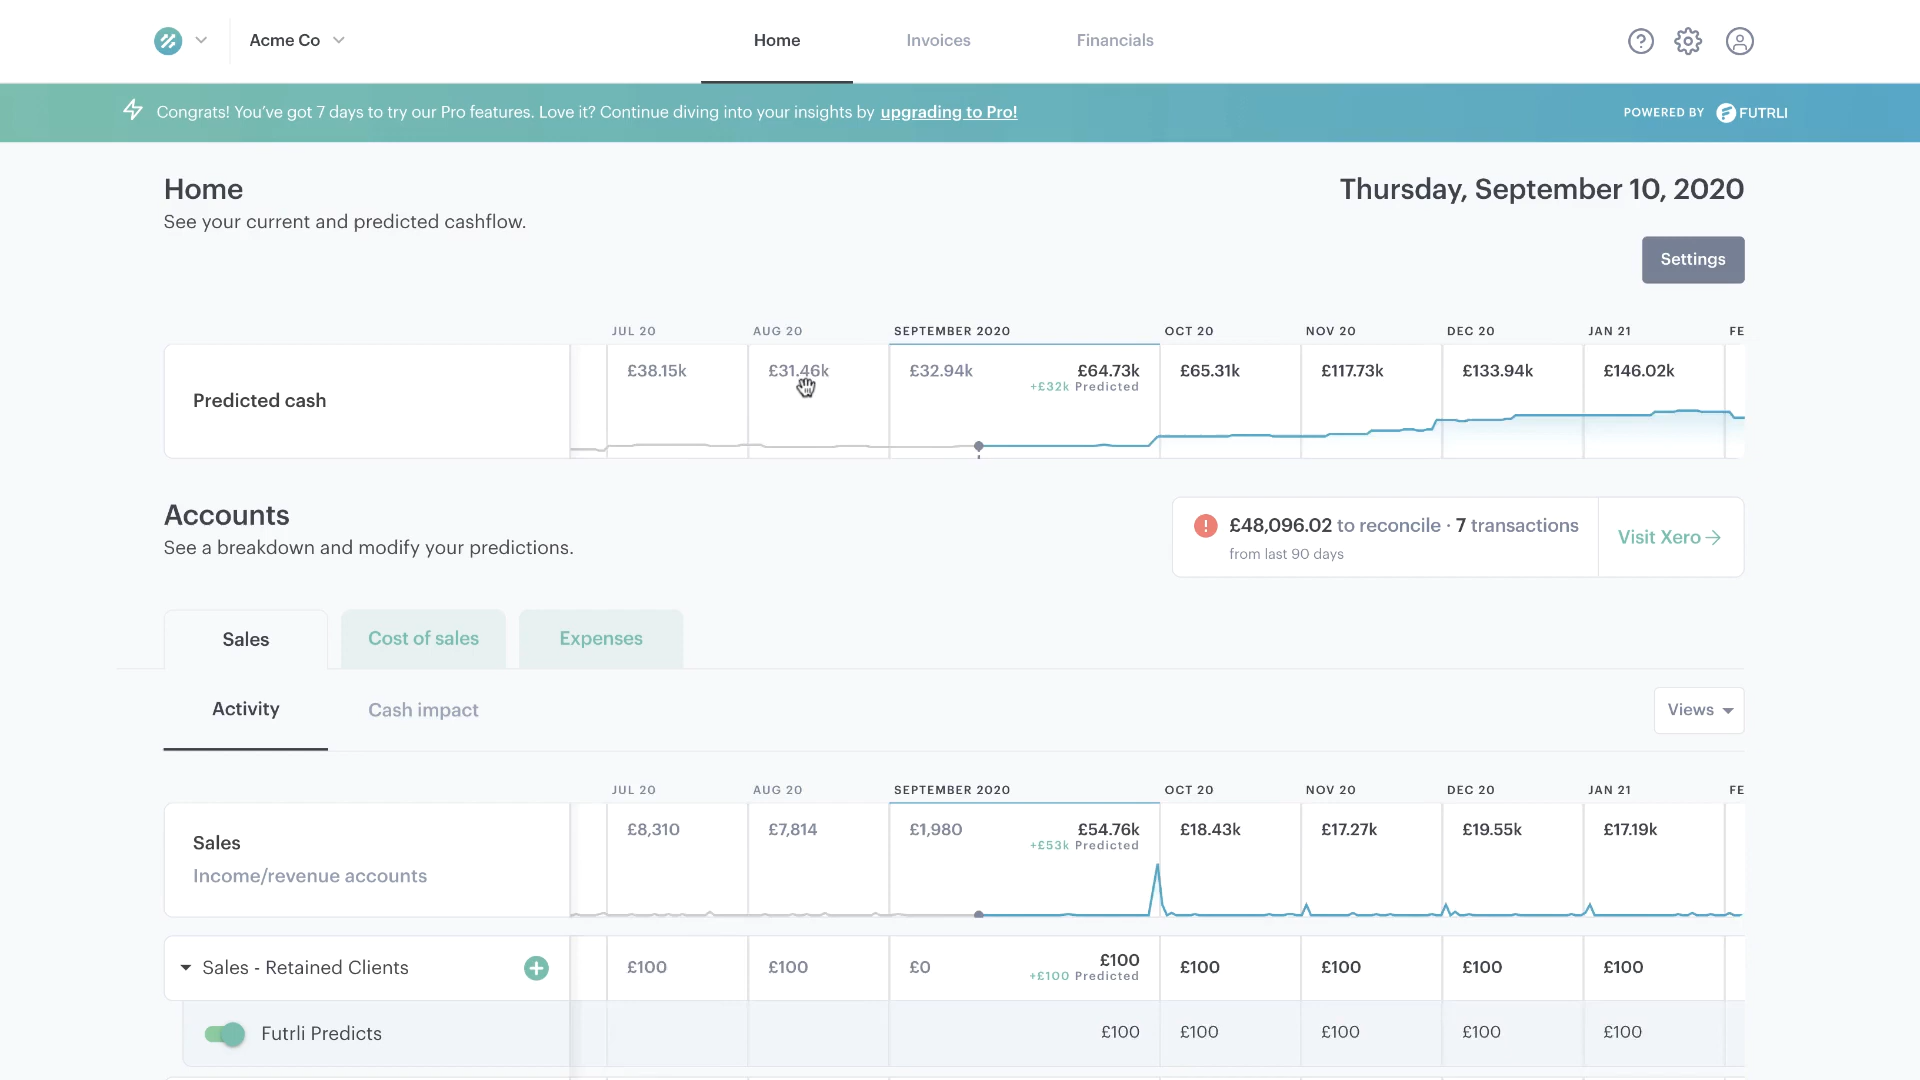 Acme Co
Home
Invoices
Financials
Congrats! You've got 7 days to try our Pro features. Love it? Continue diving into your insights by upgrading to Pro!
POWERED BY FUTRLI
Home
Thursday, September 10, 2020
See your current and predicted cashflow.
Settings
JUL 20 AUG 20 SEPTEMBER 2020 OCT 20 NOV 20 DEC 20 JAN 21 FE
Predicted cash
£38.15k £31.46k £32.94k £64.73k £65.31k £117.73k £133.94k £146.02k
+£32k Predicted
Accounts
See a breakdown and modify your predictions.
£48,096.02 to reconcile · 7 transactions
from last 90 days
Visit Xero
Sales
Cost of sales
Expenses
Activity
Cash impact
Views
JUL 20 AUG 20 SEPTEMBER 2020 OCT 20 NOV 20 DEC 20 JAN 21 FE
Sales
Income/revenue accounts
£8,310 £7,814 £1,980 £54.76k £18.43k £17.27k £19.55k £17.19k
+£53k Predicted
Sales - Retained Clients
£100 £100 £0 £100 £100 £100 £100 £100
+£100 Predicted
Futrli Predicts
£100 £100 £100 £100 £100